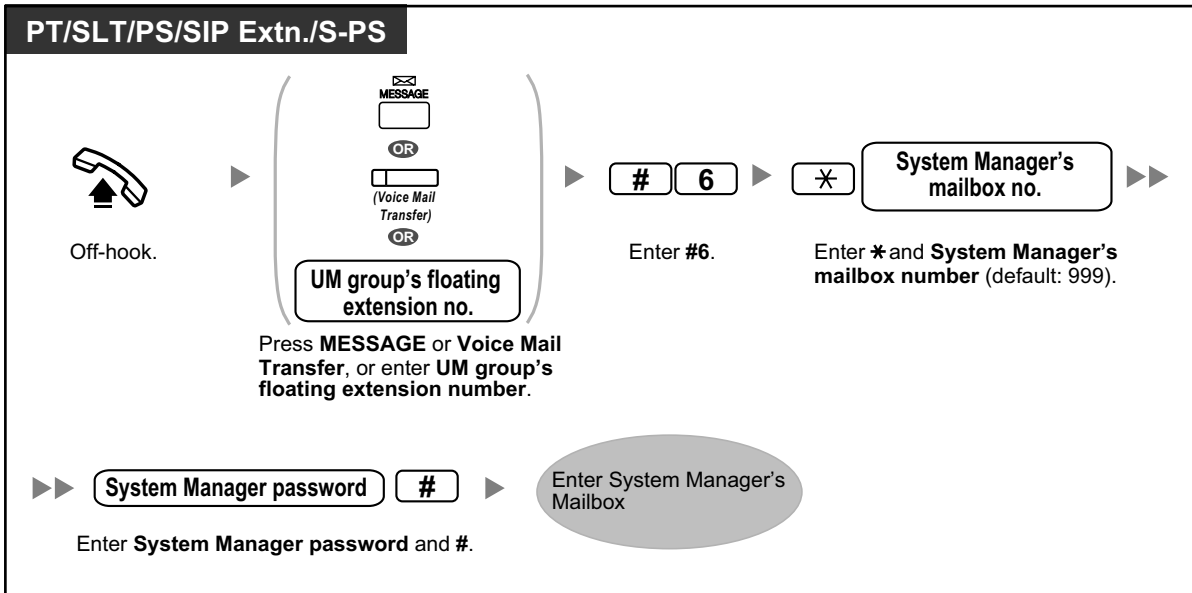 PT/SLT/PS/SIP Extn./S-PS
MESSAGE
OR
(Voice Mail
Transfer)
OR
UM group's floating
extension no.
# 6
✳ System Manager's
mailbox no.
Off-hook.
Press MESSAGE or Voice Mail
Transfer, or enter UM group's
floating extension number.
Enter #6.
Enter ✳ and System Manager's
mailbox number (default: 999).
System Manager password #
Enter System Manager password and #.
Enter System Manager's
Mailbox